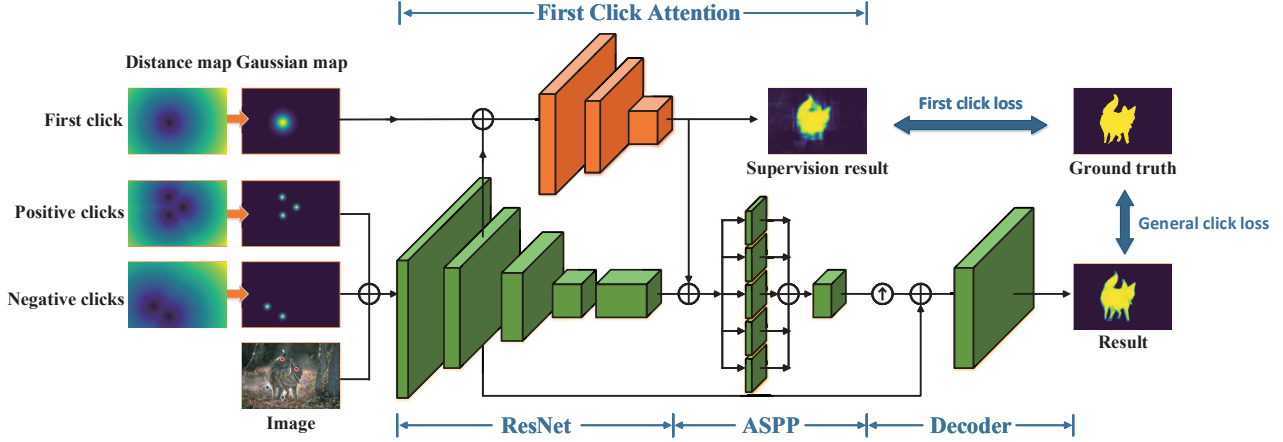 First Click Attention
Distance map Gaussian map
First click
First click loss
Supervision result
Ground truth
Positive clicks
General click loss
Negative clicks
Result
Image
ResNet
ASPP
Decoder